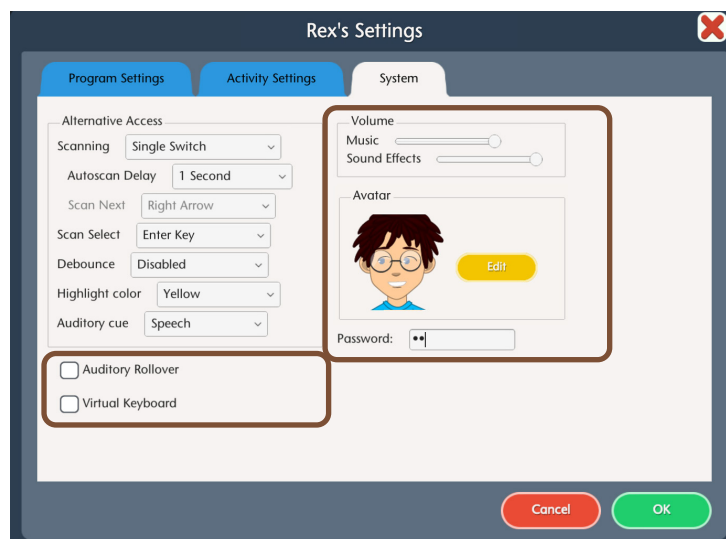 Rex's Settings
Program Settings
Activity Settings
System
Alternative Access
Scanning Single Switch
Autoscan Delay 1 Second
Scan Next Right Arrow
Scan Select Enter Key
Debounce Disabled
Highlight color Yellow
Auditory cue Speech
Auditory Rollover
Virtual Keyboard
Volume
Music
Sound Effects
Avatar
Edit
Password: ••
Cancel
OK